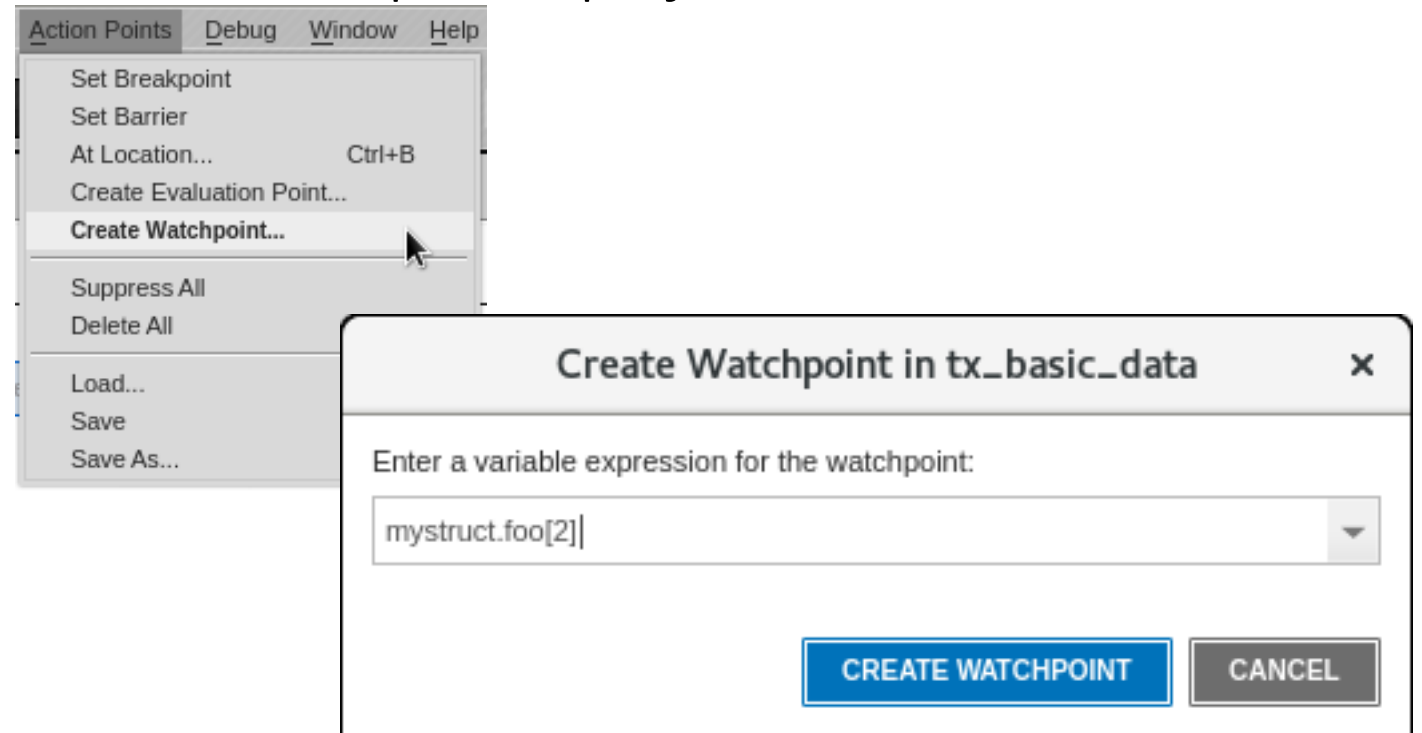 Action Points Debug Window Help
Set Breakpoint
Set Barrier
At Location... Ctrl+B
Create Evaluation Point...
Create Watchpoint...
Suppress All
Delete All
Load...
Save
Save As...
Create Watchpoint in tx_basic_data
Enter a variable expression for the watchpoint:
mystruct.foo[2]
CREATE WATCHPOINT CANCEL